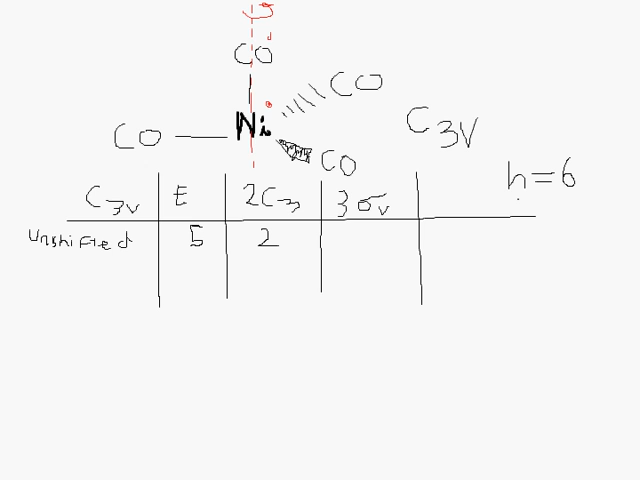 CO
CO
CO Ni C3V
CO
h=6
C3v E 2C3 3σv
Unshifted 5 2